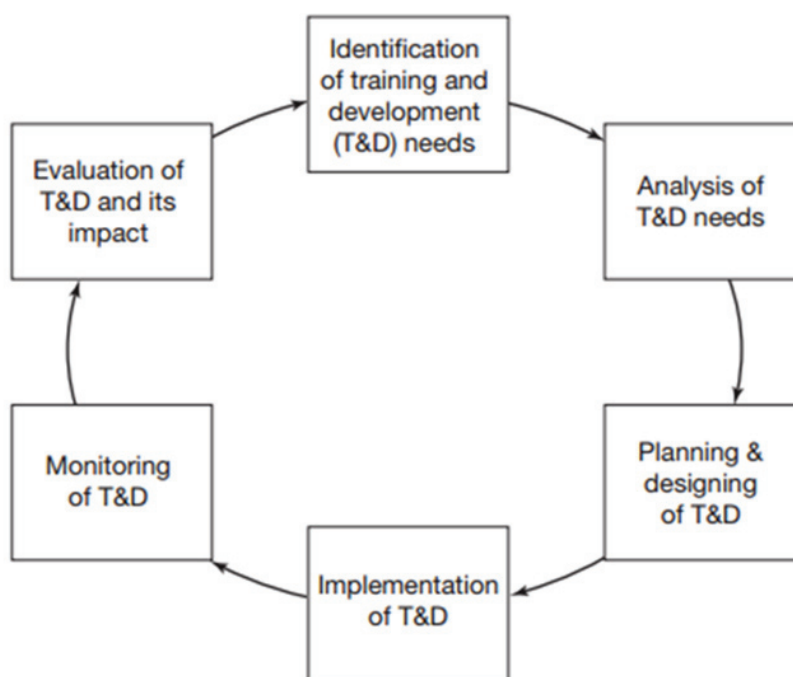 Identification
of training and
development
(T&D) needs
Analysis of
T&D needs
Planning &
designing
of T&D
Implementation
of T&D
Monitoring
of T&D
Evaluation of
T&D and its
impact